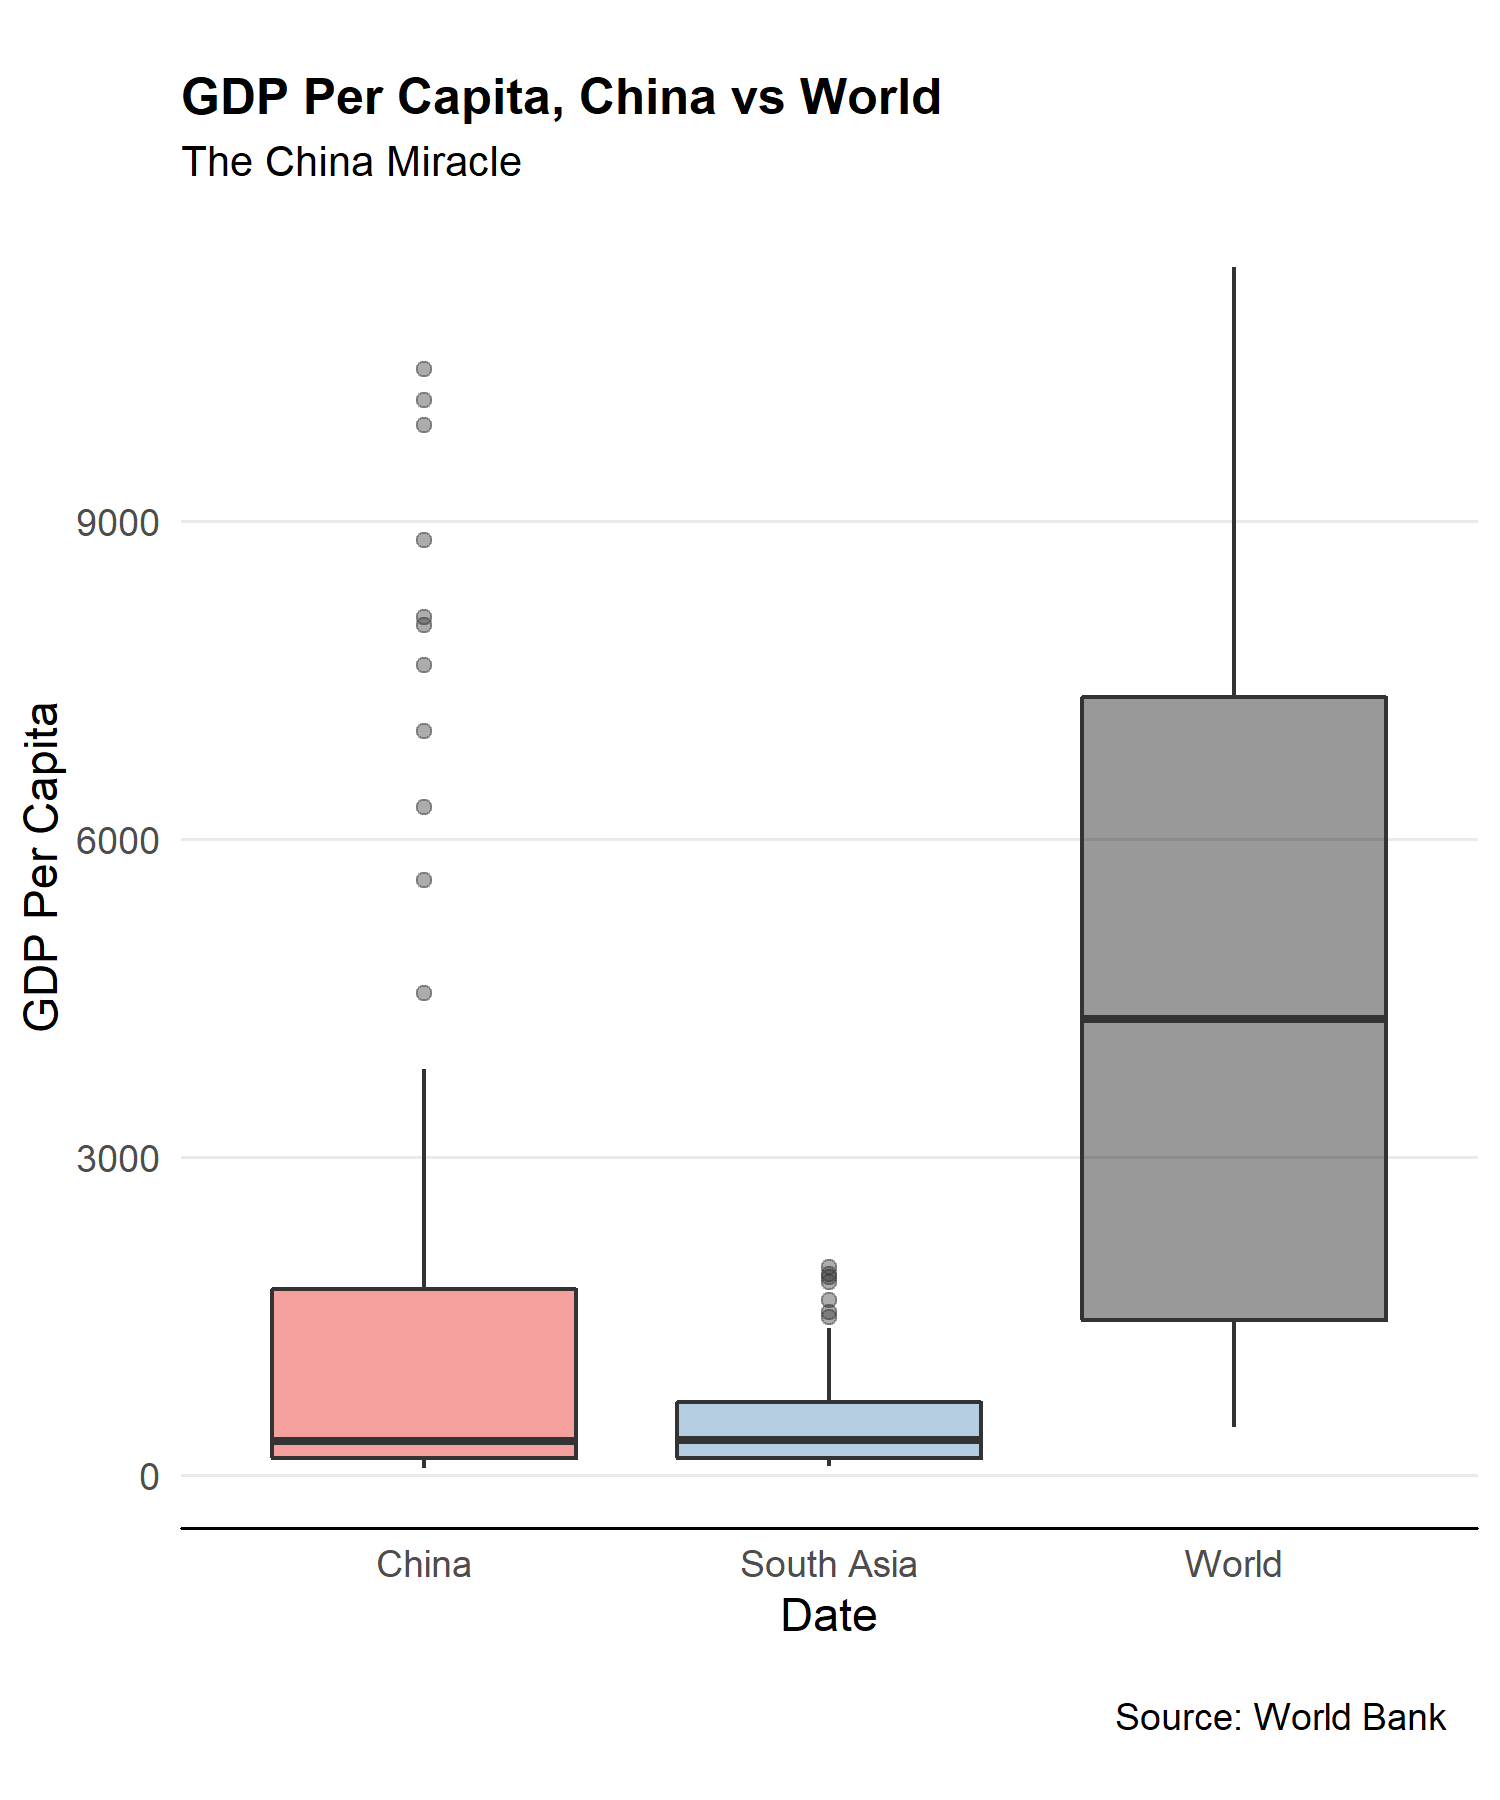 GDP Per Capita, China vs World
The China Miracle
GDP Per Capita
9000
6000
3000
0
China
South Asia
World
Date
Source: World Bank